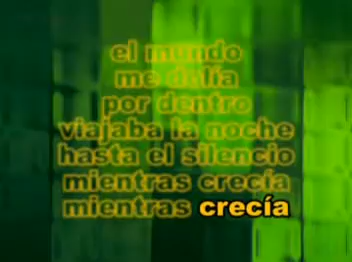 el mundo
me dolía
por dentro
viajaba la noche
hasta el silencio
mientras crecía
mientras crecía